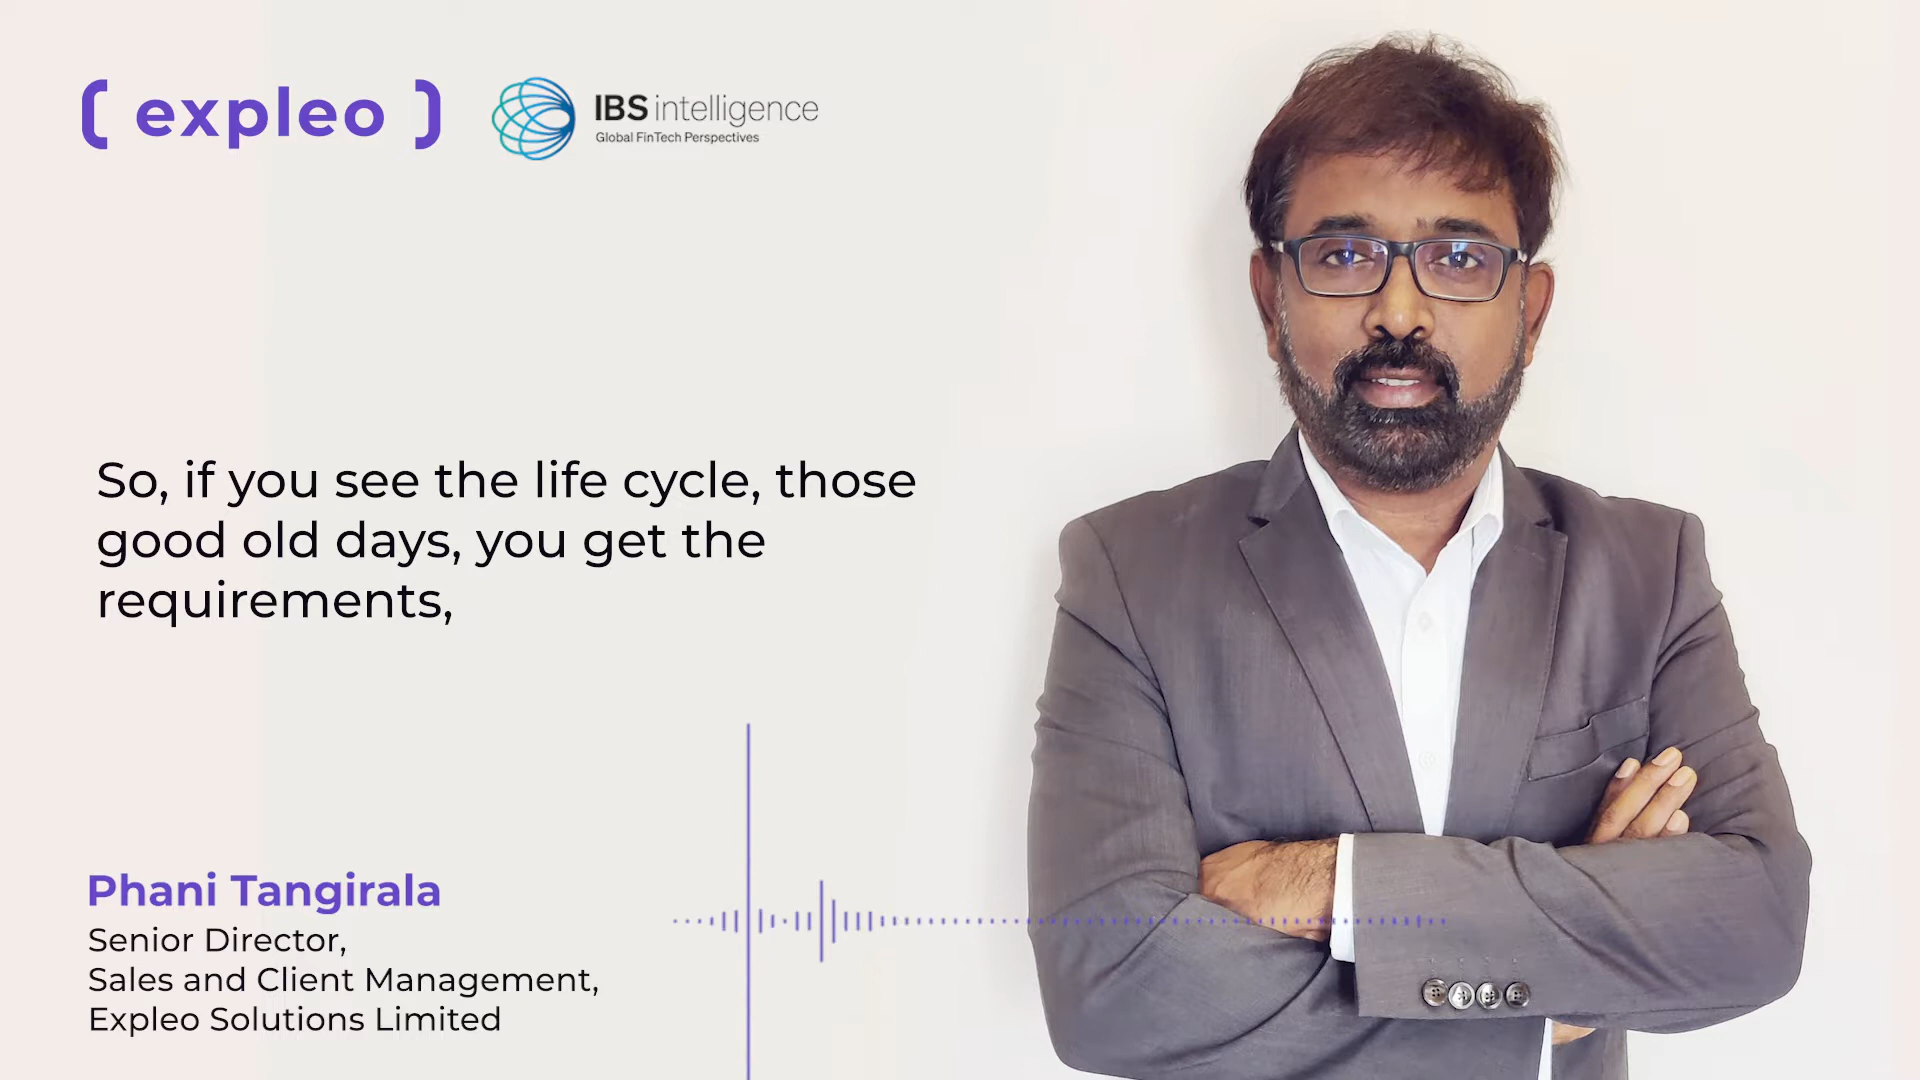 ( expleo )
IBS intelligence
Global FinTech Perspectives
So, if you see the life cycle, those
good old days, you get the
requirements,
Phani Tangirala
Senior Director,
Sales and Client Management,
Expleo Solutions Limited